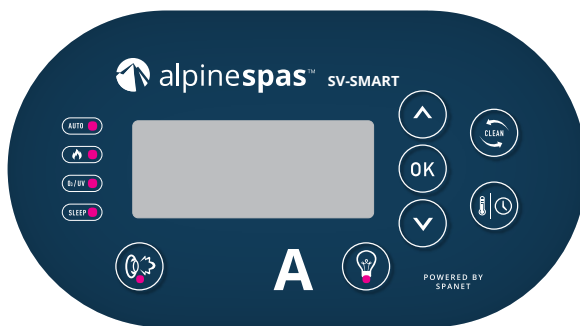 alpinespas™ SV-SMART
AUTO
CLEAN
OK
O₃/UV
SLEEP
A
POWERED BY
SPANET